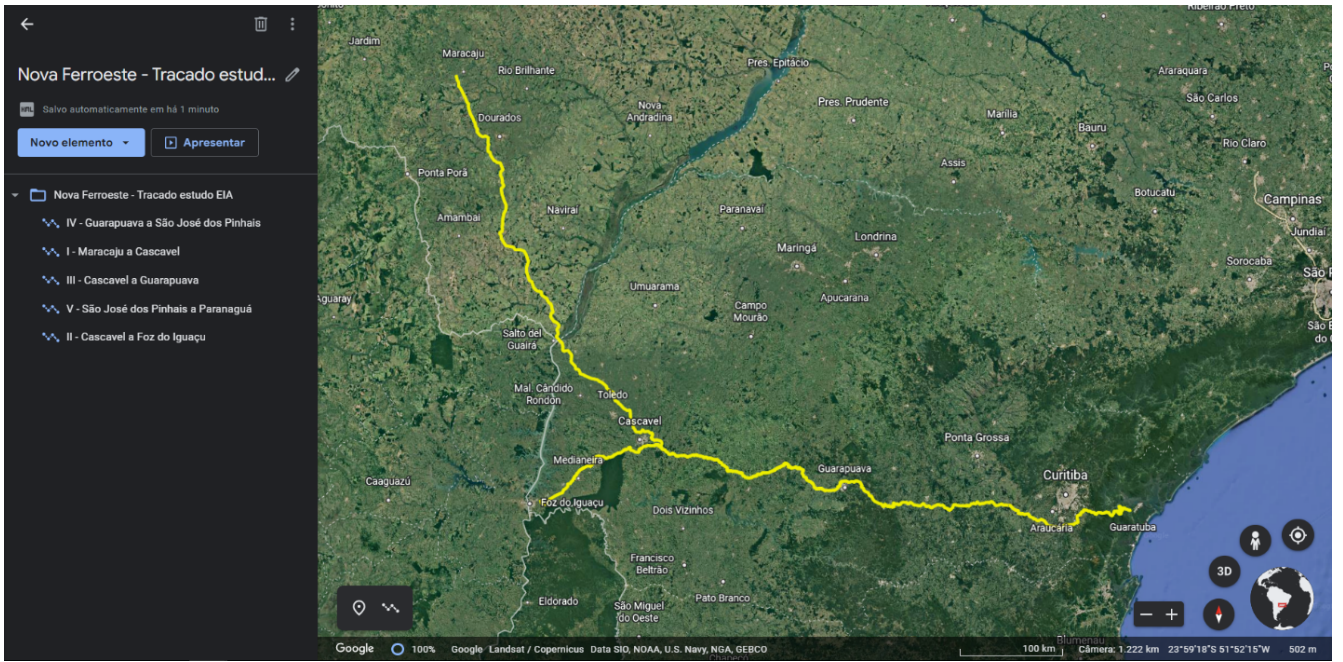 Nova Ferroeste - Tracado estud...
KML Salvo automaticamente em há 1 minuto
Novo elemento
Apresentar
Nova Ferroeste - Tracado estudo EIA
IV - Guarapuava a São José dos Pinhais
I - Maracaju a Cascavel
III - Cascavel a Guarapuava
V - São José dos Pinhais a Paranaguá
II - Cascavel a Foz do Iguaçu
Ribeirão Preto
Jardim
Maracaju
Rio Brilhante
Pres. Epitácio
Araraquara
São Carlos
Nova
Andradina
Pres. Prudente
Marília
Dourados
Bauru
Rio Claro
Assis
Ponta Porã
Botucatu
Campinas
Amambai
Naviraí
Paranavaí
Jundiaí
Maringá
Londrina
Sorocaba
Umuarama
Apucarana
Campo
Mourão
Salto del
Guairá
Mal. Cândido
Rondon
Toledo
Cascavel
Ponta Grossa
Medianeira
Guarapuava
Curitiba
Caaguazú
Foz do Iguaçu
Dois Vizinhos
Araucária
Guaratuba
Francisco
Beltrão
3D
Eldorado
São Miguel
do Oeste
Pato Branco
Blumenau
Google
100%
Google Landsat / Copernicus Data SIO, NOAA, U.S. Navy, NGA, GEBCO
100 km
Câmera: 1.222 km
23°59'18"S 51°52'15"W
502 m